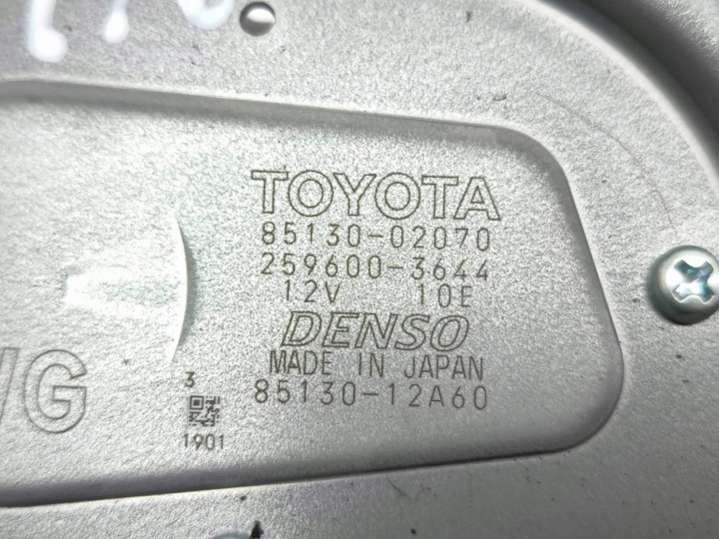 TOYOTA
85130-02070
259600-3644
12V 10E
DENSO
MADE IN JAPAN
85130-12A60
3
1901